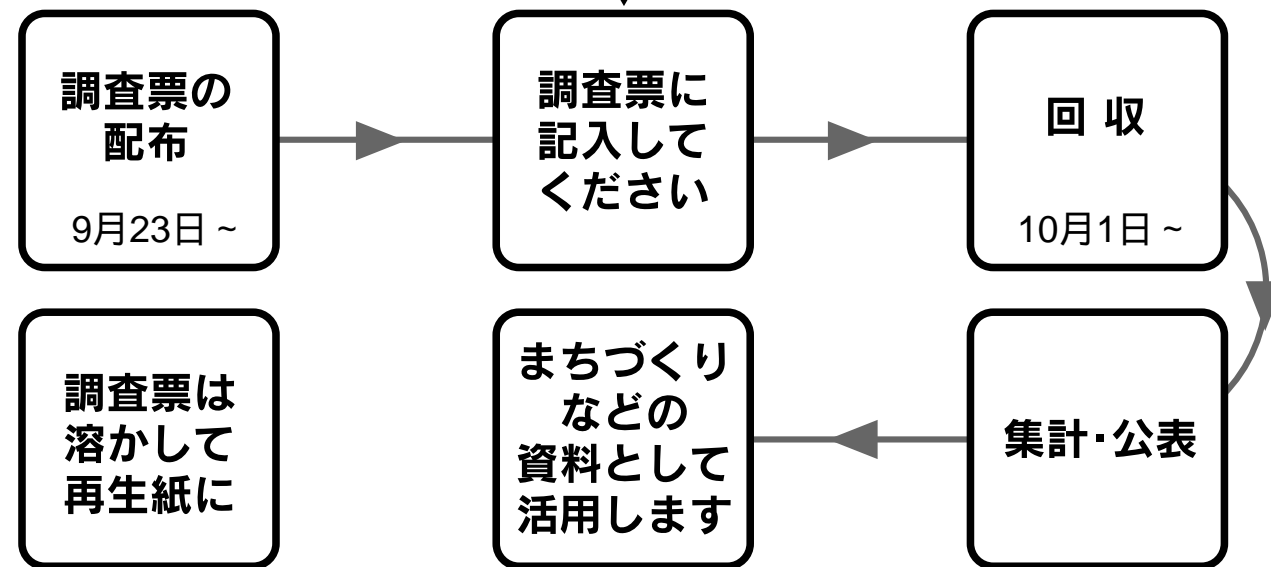 調査票の
配布
9月23日 ~
調査票に
記入して
ください
回 収
10月1日 ~
調査票は
溶かして
再生紙に
まちづくり
などの
資料として
活用します
集計･公表